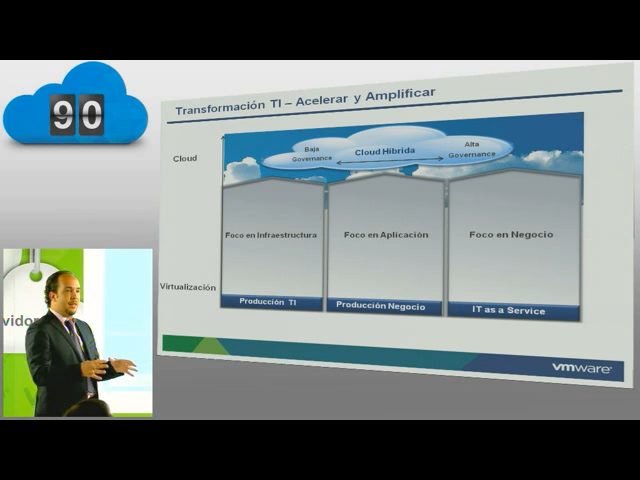 90
Transformación TI – Acelerar y Amplificar
Cloud
Baja
Governance
Cloud Híbrida
Alta
Governance
Foco en Infraestructura
Foco en Aplicación
Foco en Negocio
Virtualización
Producción TI
Producción Negocio
IT as a Service
vmware